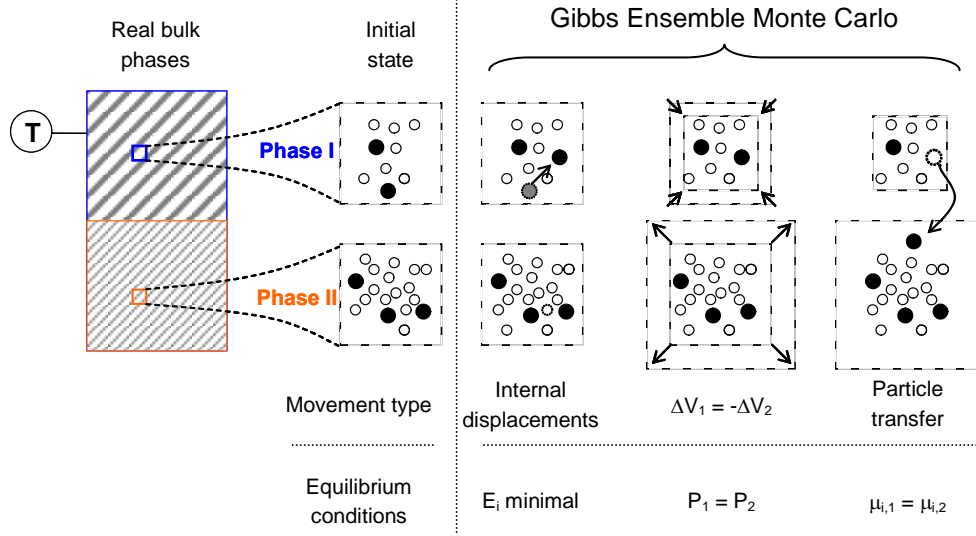 Gibbs Ensemble Monte Carlo
Real bulk
phases
Initial
state
T
Phase I
Phase II
Movement type
Internal
displacements
ΔV₁ = -ΔV₂
Particle
transfer
Equilibrium
conditions
Eᵢ minimal
P₁ = P₂
μᵢ,₁ = μᵢ,₂